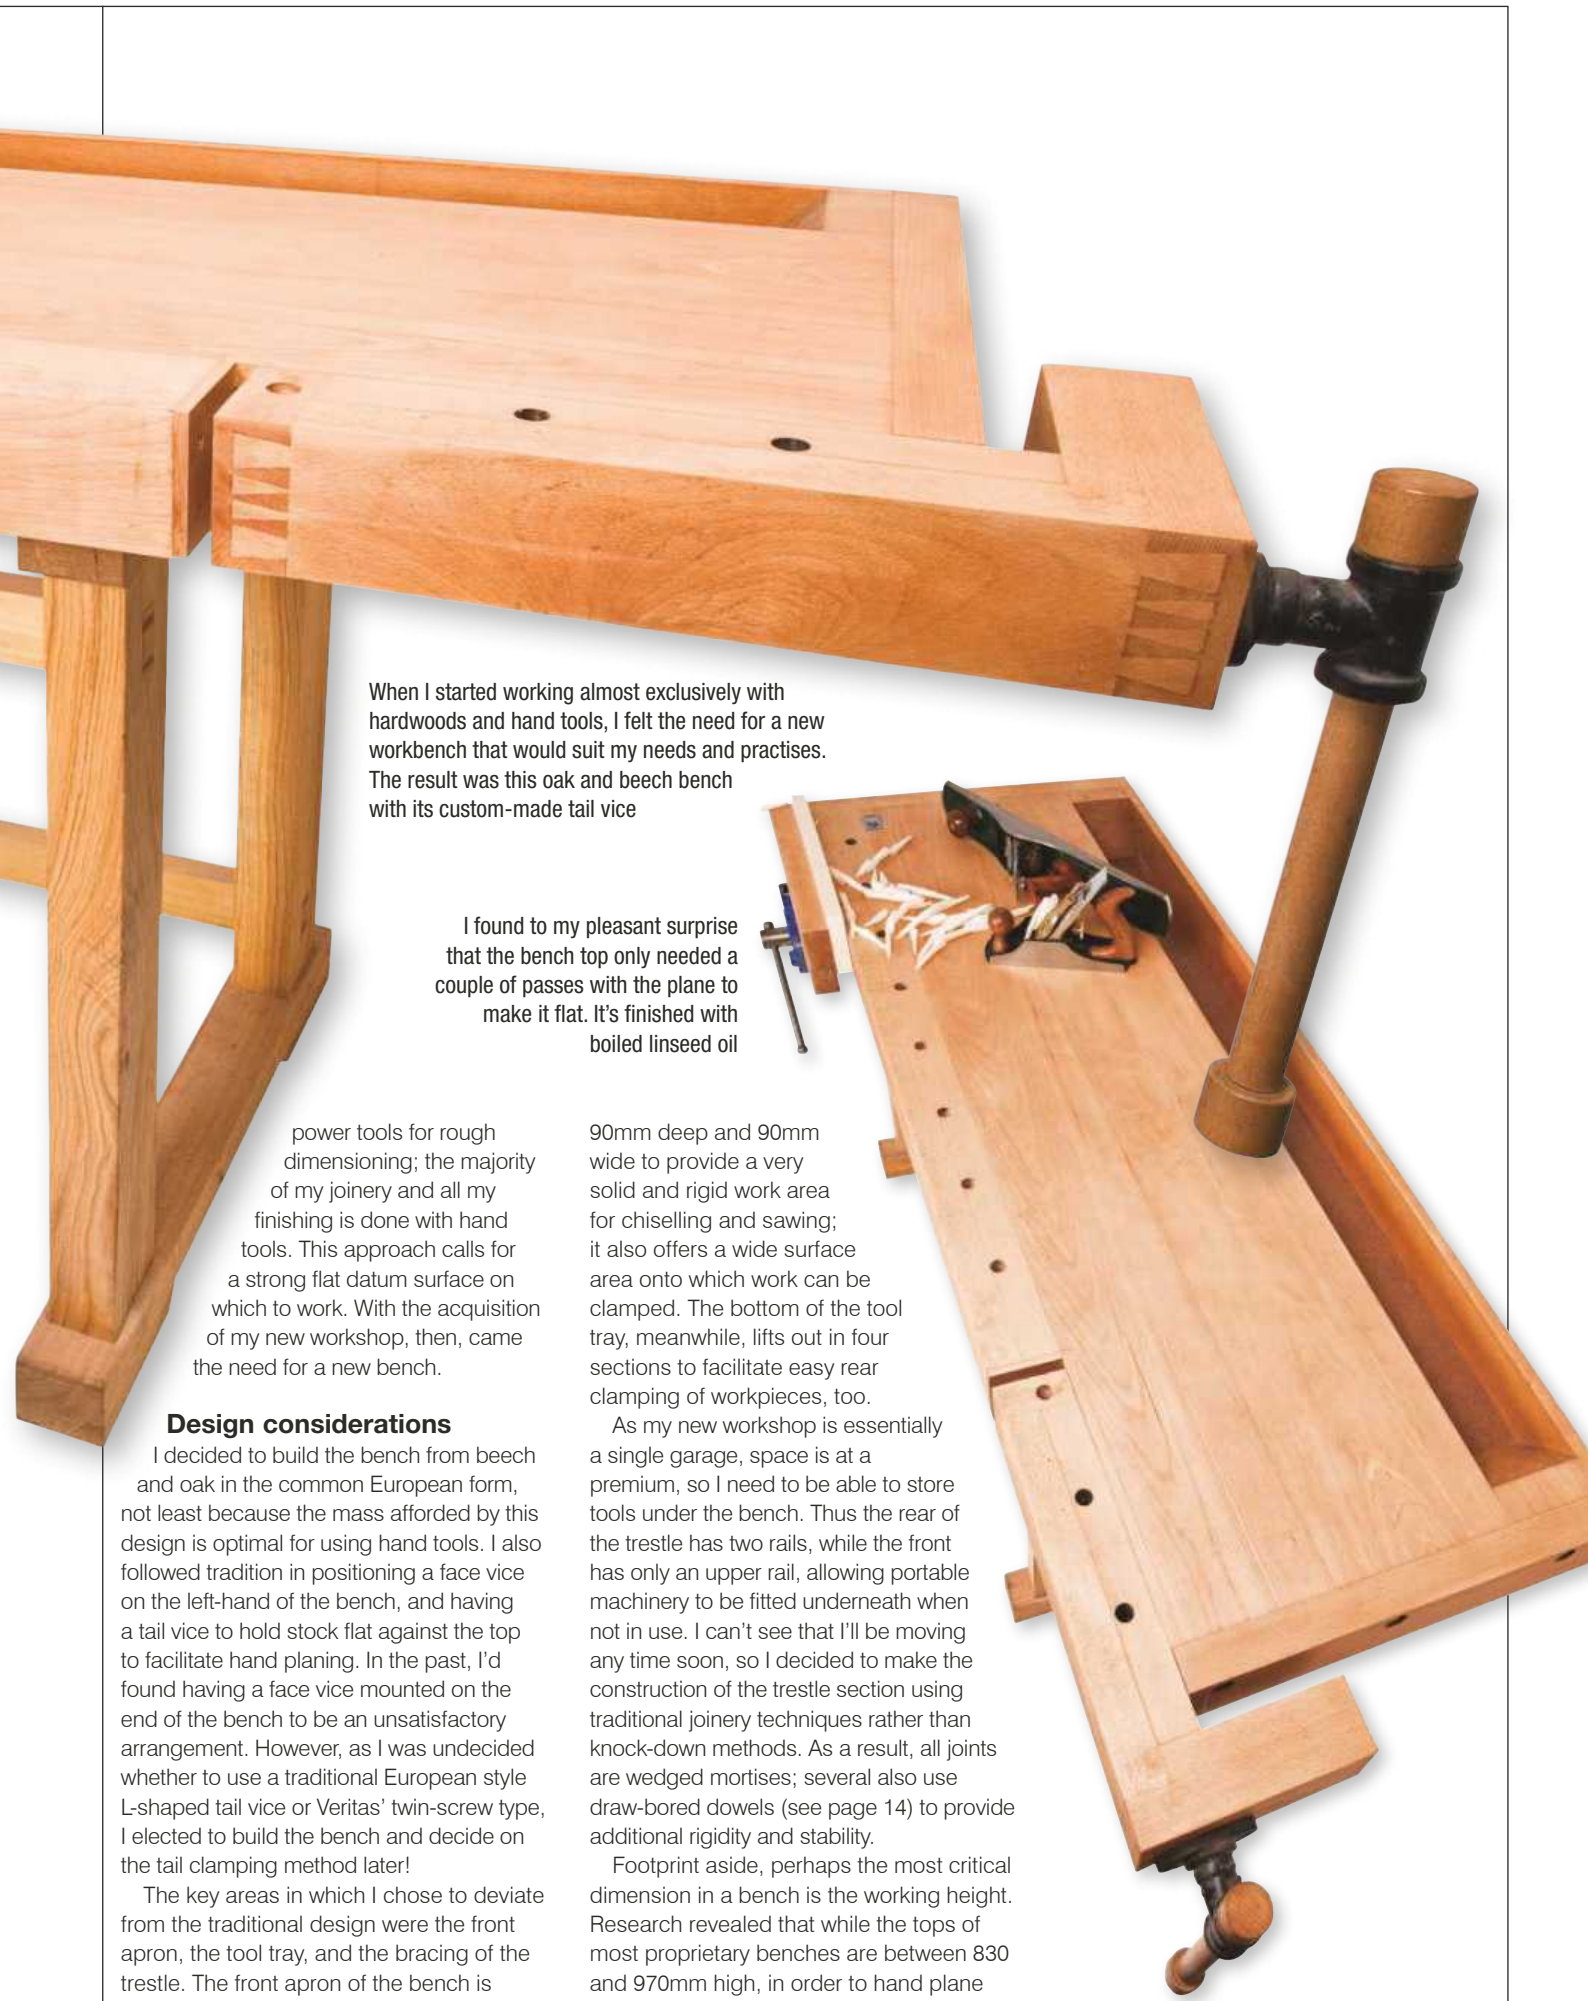 When I started working almost exclusively with
hardwoods and hand tools, I felt the need for a new
workbench that would suit my needs and practises.
The result was this oak and beech bench
with its custom-made tail vice
I found to my pleasant surprise
that the bench top only needed a
couple of passes with the plane to
make it flat. It’s finished with
boiled linseed oil
power tools for rough
dimensioning; the majority
of my joinery and all my
finishing is done with hand
tools. This approach calls for
a strong flat datum surface on
which to work. With the acquisition
of my new workshop, then, came
the need for a new bench.
Design considerations
I decided to build the bench from beech
and oak in the common European form,
not least because the mass afforded by this
design is optimal for using hand tools. I also
followed tradition in positioning a face vice
on the left-hand of the bench, and having
a tail vice to hold stock flat against the top
to facilitate hand planing. In the past, I’d
found having a face vice mounted on the
end of the bench to be an unsatisfactory
arrangement. However, as I was undecided
whether to use a traditional European style
L-shaped tail vice or Veritas’ twin-screw type,
I elected to build the bench and decide on
the tail clamping method later!
The key areas in which I chose to deviate
from the traditional design were the front
apron, the tool tray, and the bracing of the
trestle. The front apron of the bench is
90mm deep and 90mm
wide to provide a very
solid and rigid work area
for chiselling and sawing;
it also offers a wide surface
area onto which work can be
clamped. The bottom of the tool
tray, meanwhile, lifts out in four
sections to facilitate easy rear
clamping of workpieces, too.
As my new workshop is essentially
a single garage, space is at a
premium, so I need to be able to store
tools under the bench. Thus the rear of
the trestle has two rails, while the front
has only an upper rail, allowing portable
machinery to be fitted underneath when
not in use. I can’t see that I’ll be moving
any time soon, so I decided to make the
construction of the trestle section using
traditional joinery techniques rather than
knock-down methods. As a result, all joints
are wedged mortises; several also use
draw-bored dowels (see page 14) to provide
additional rigidity and stability.
Footprint aside, perhaps the most critical
dimension in a bench is the working height.
Research revealed that while the tops of
most proprietary benches are between 830
and 970mm high, in order to hand plane